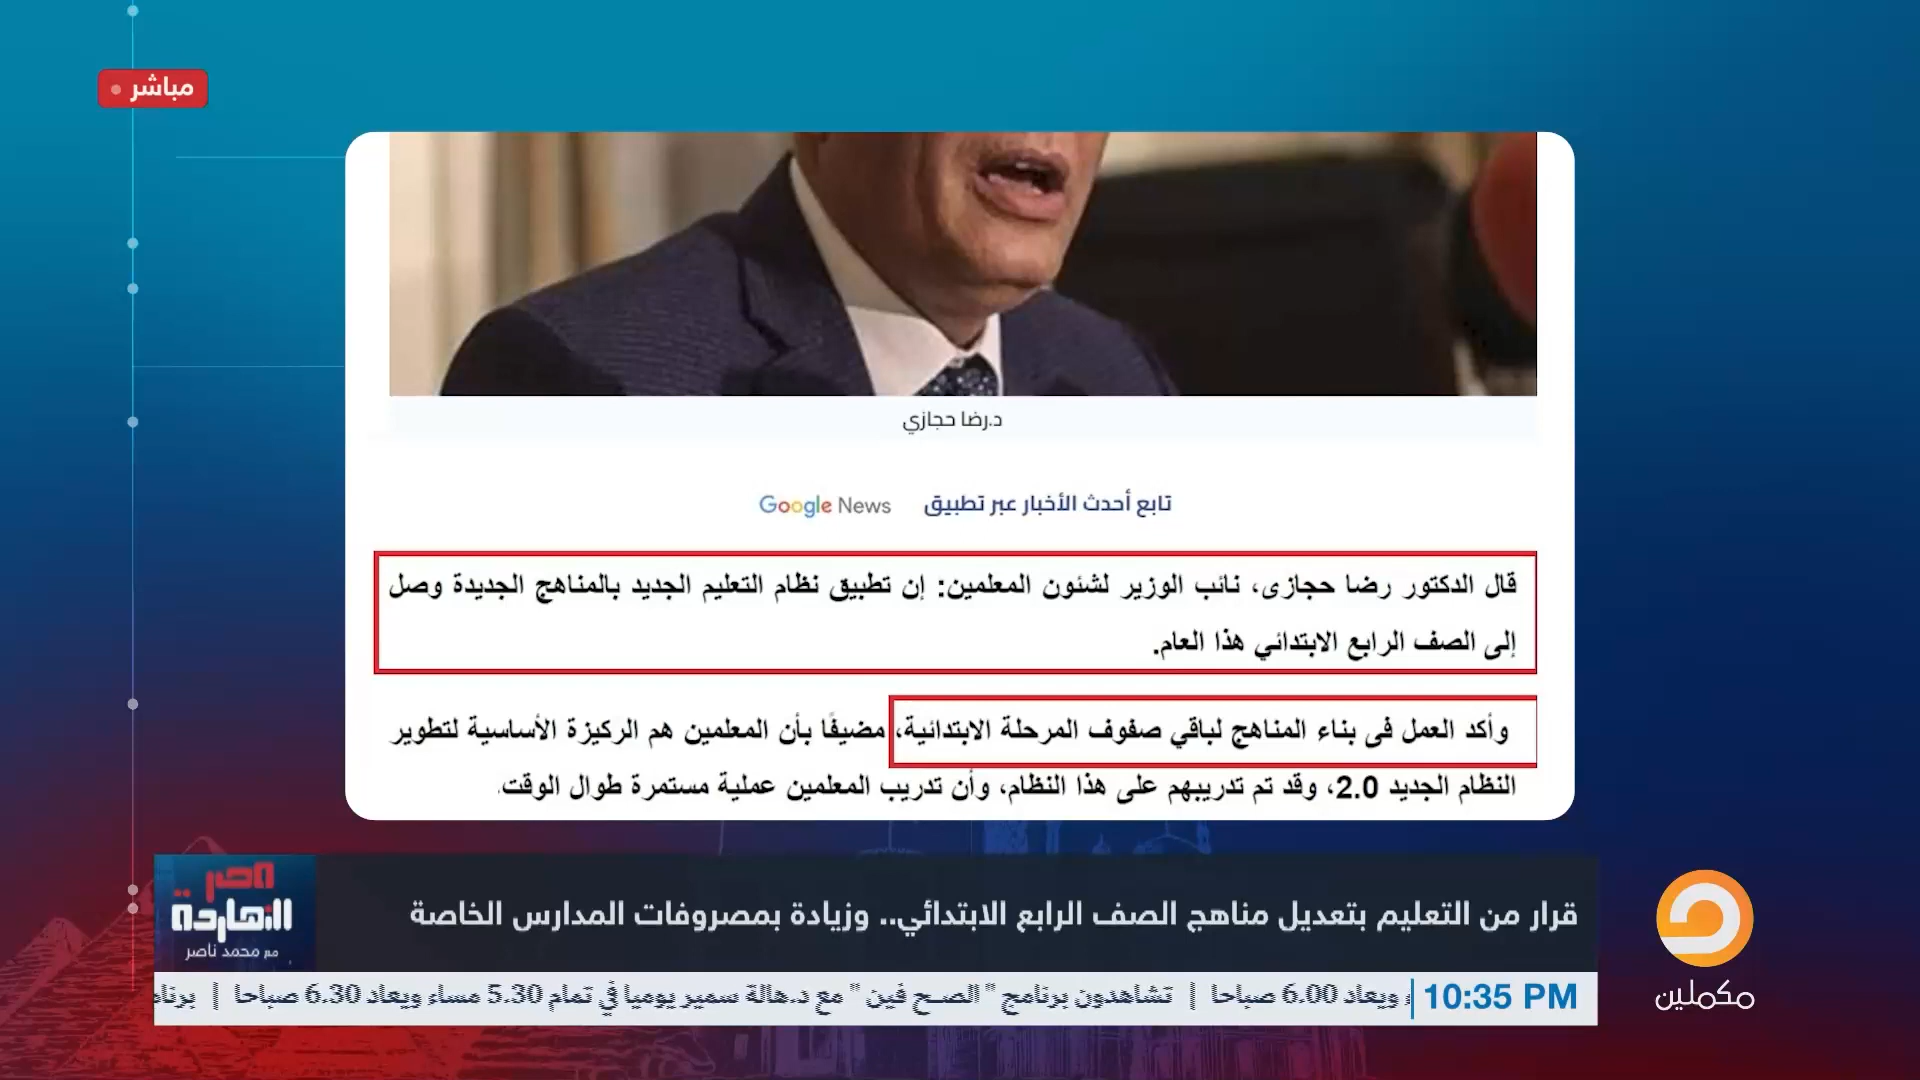 مباشر
د.رضا حجازي
تابع أحدث الأخبار عبر تطبيق Google News
قال الدكتور رضا حجازى، نائب الوزير لشئون المعلمين: إن تطبيق نظام التعليم الجديد بالمناهج الجديدة وصل
إلى الصف الرابع الابتدائي هذا العام.
وأكد العمل فى بناء المناهج لباقي صفوف المرحلة الابتدائية، مضيفًا بأن المعلمين هم الركيزة الأساسية لتطوير
النظام الجديد 2.0، وقد تم تدريبهم على هذا النظام، وأن تدريب المعلمين عملية مستمرة طوال الوقت.
قرار من التعليم بتعديل مناهج الصف الرابع الابتدائي.. وزيادة بمصروفات المدارس الخاصة
مصر
النهاردة
مع محمد ناصر
10:35 PM
ويعاد 6.00 صباحا | تشاهدون برنامج " الصح فين " مع د.هالة سمير يوميا في تمام 5.30 مساء ويعاد 6.30 صباحا |
مكملين